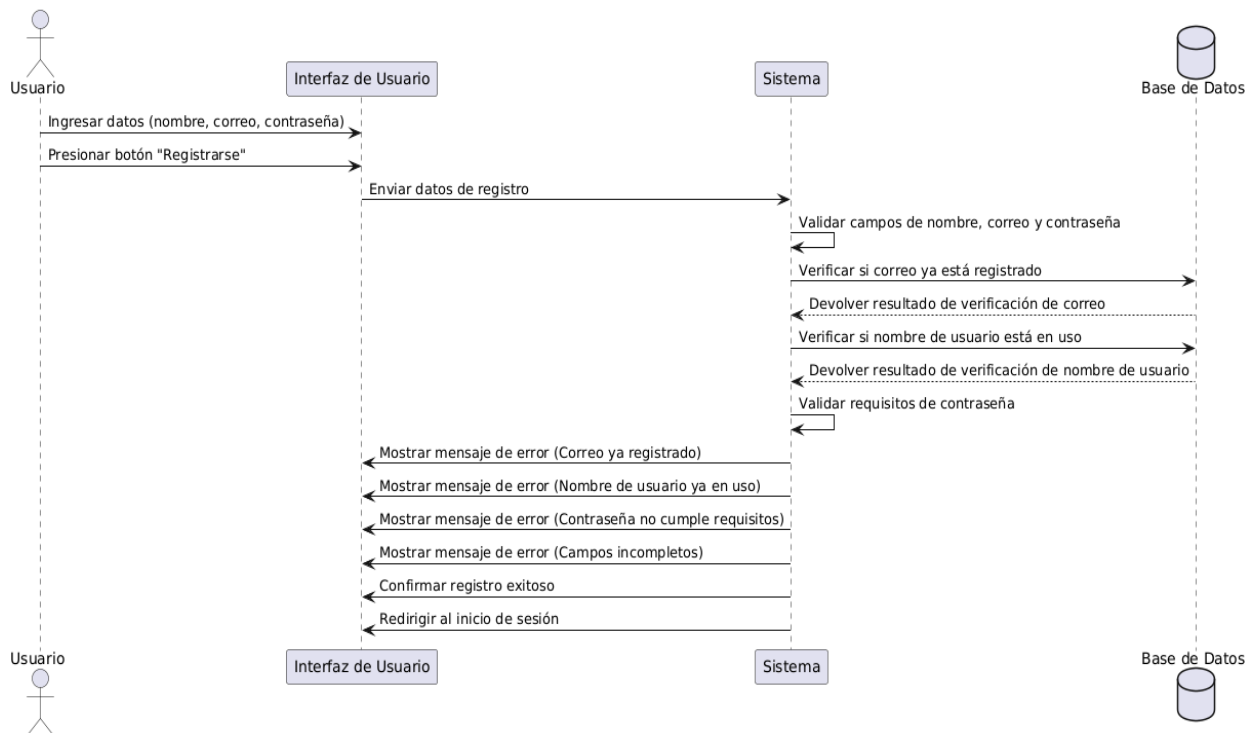 Usuario
Interfaz de Usuario
Sistema
Base de Datos
Ingresar datos (nombre, correo, contraseña)
Presionar botón "Registrarse"
Enviar datos de registro
Validar campos de nombre, correo y contraseña
Verificar si correo ya está registrado
Devolver resultado de verificación de correo
Verificar si nombre de usuario está en uso
Devolver resultado de verificación de nombre de usuario
Validar requisitos de contraseña
Mostrar mensaje de error (Correo ya registrado)
Mostrar mensaje de error (Nombre de usuario ya en uso)
Mostrar mensaje de error (Contraseña no cumple requisitos)
Mostrar mensaje de error (Campos incompletos)
Confirmar registro exitoso
Redirigir al inicio de sesión
Usuario
Interfaz de Usuario
Sistema
Base de Datos